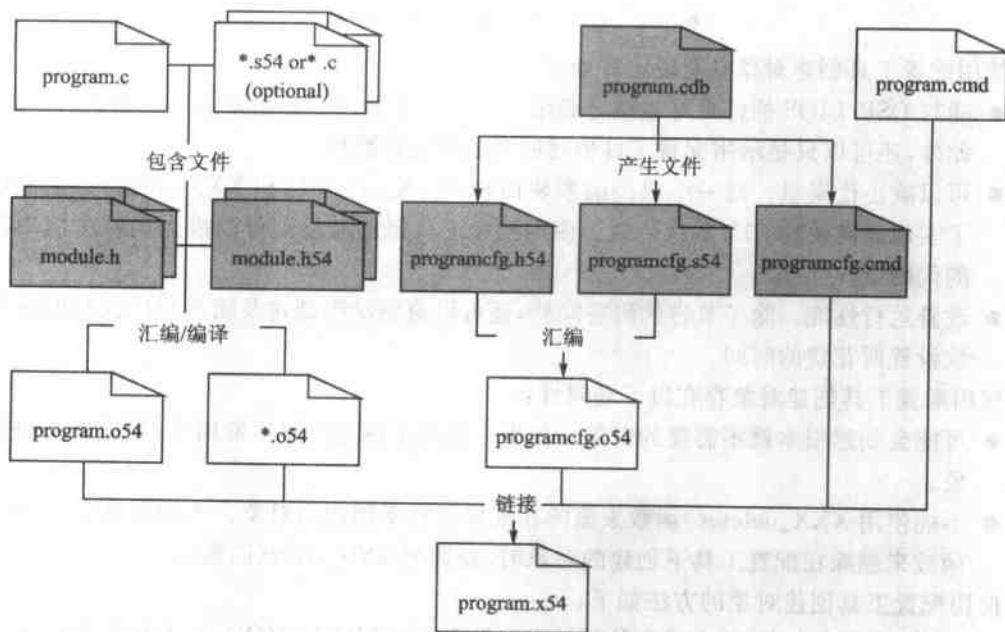 program.c
*.s54 or* .c
(optional)
program.cdb
program.cmd
包含文件
产生文件
module.h
module.h54
programcfg.h54
programcfg.s54
programcfg.cmd
汇编/编译
汇编
program.o54
*.o54
programcfg.o54
链接
program.x54